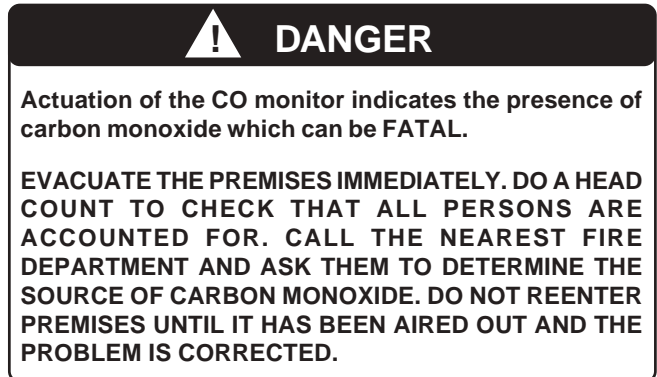 ! DANGER
Actuation of the CO monitor indicates the presence of
carbon monoxide which can be FATAL.
EVACUATE THE PREMISES IMMEDIATELY. DO A HEAD
COUNT TO CHECK THAT ALL PERSONS ARE
ACCOUNTED FOR. CALL THE NEAREST FIRE
DEPARTMENT AND ASK THEM TO DETERMINE THE
SOURCE OF CARBON MONOXIDE. DO NOT REENTER
PREMISES UNTIL IT HAS BEEN AIRED OUT AND THE
PROBLEM IS CORRECTED.